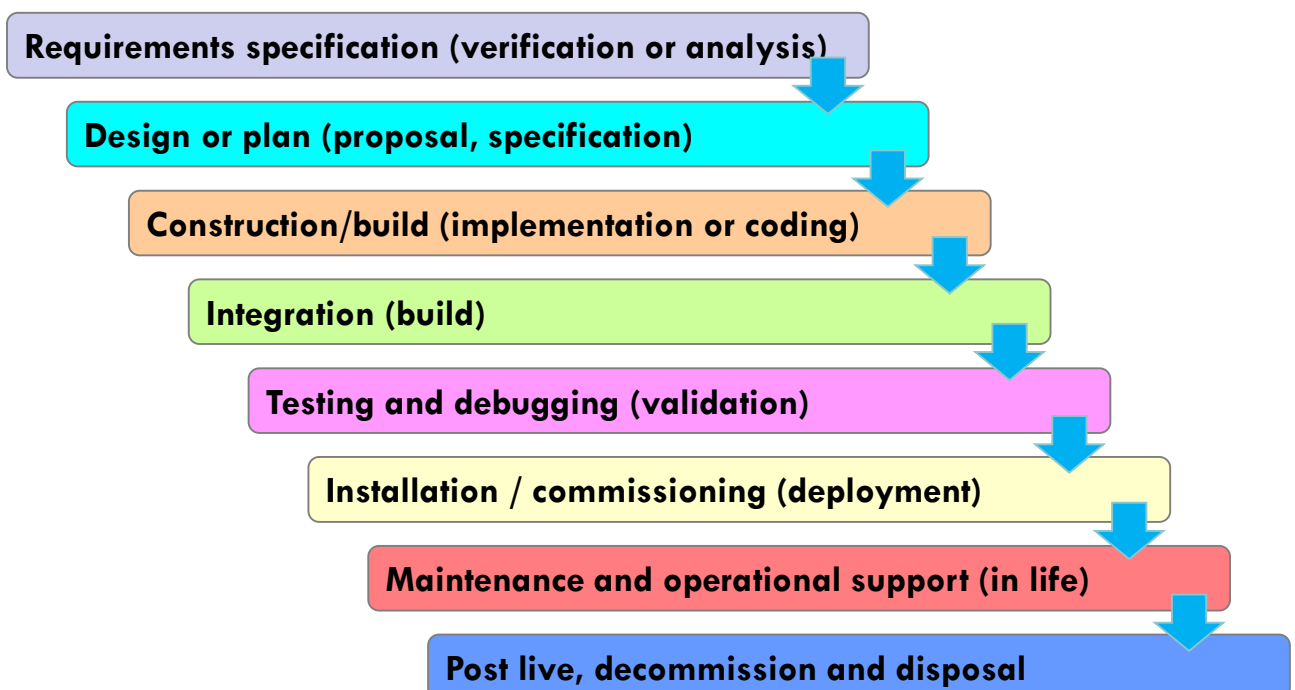 Requirements specification (verification or analysis)
Design or plan (proposal, specification)
Construction/build (implementation or coding)
Integration (build)
Testing and debugging (validation)
Installation / commissioning (deployment)
Maintenance and operational support (in life)
Post live, decommission and disposal